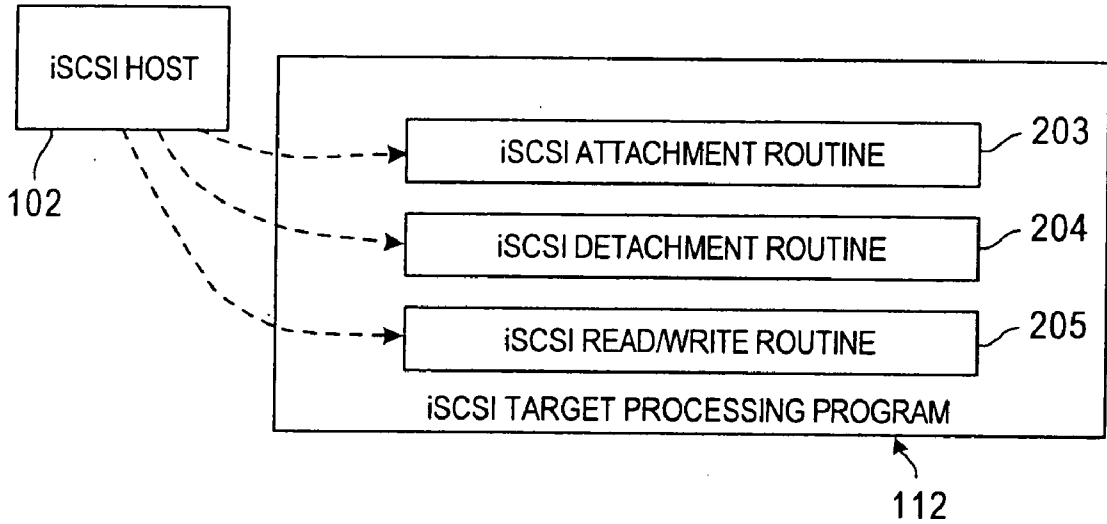 iSCSI HOST
102
iSCSI ATTACHMENT ROUTINE
203
iSCSI DETACHMENT ROUTINE
204
iSCSI READ/WRITE ROUTINE
205
iSCSI TARGET PROCESSING PROGRAM
112